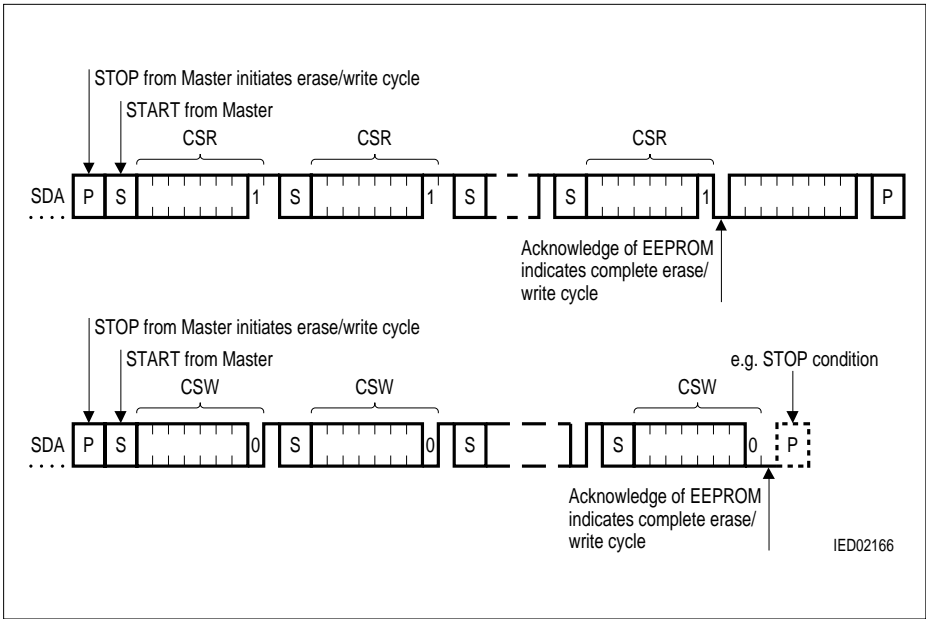 STOP from Master initiates erase/write cycle
START from Master
CSR CSR CSR
SDA P S 1 S 1 S S 1 P
Acknowledge of EEPROM
indicates complete erase/
write cycle
STOP from Master initiates erase/write cycle
START from Master e.g. STOP condition
CSW CSW CSW
SDA P S 0 S 0 S S 0 P
Acknowledge of EEPROM
indicates complete erase/
write cycle
IED02166